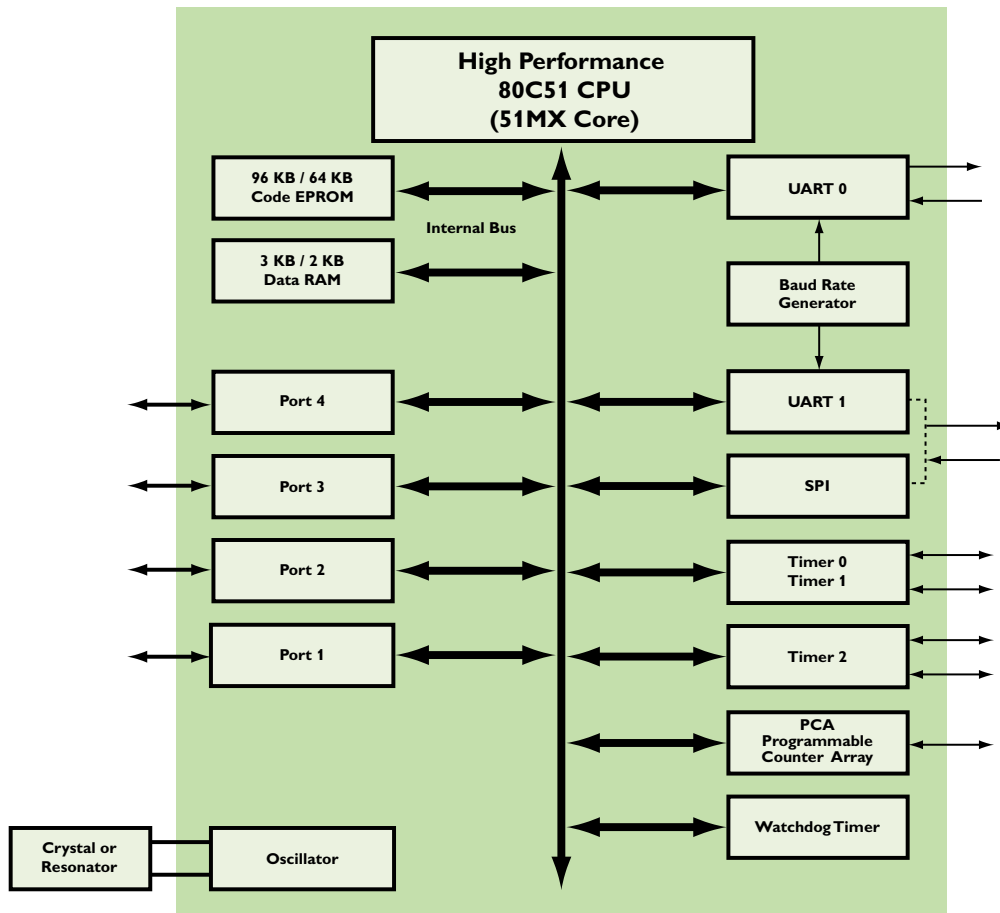 High Performance
80C51 CPU
(51MX Core)
96 KB / 64 KB
Code EPROM
UART 0
Internal Bus
3 KB / 2 KB
Data RAM
Baud Rate
Generator
Port 4
UART 1
Port 3
SPI
Port 2
Timer 0
Timer 1
Port 1
Timer 2
PCA
Programmable
Counter Array
Watchdog Timer
Crystal or
Resonator
Oscillator